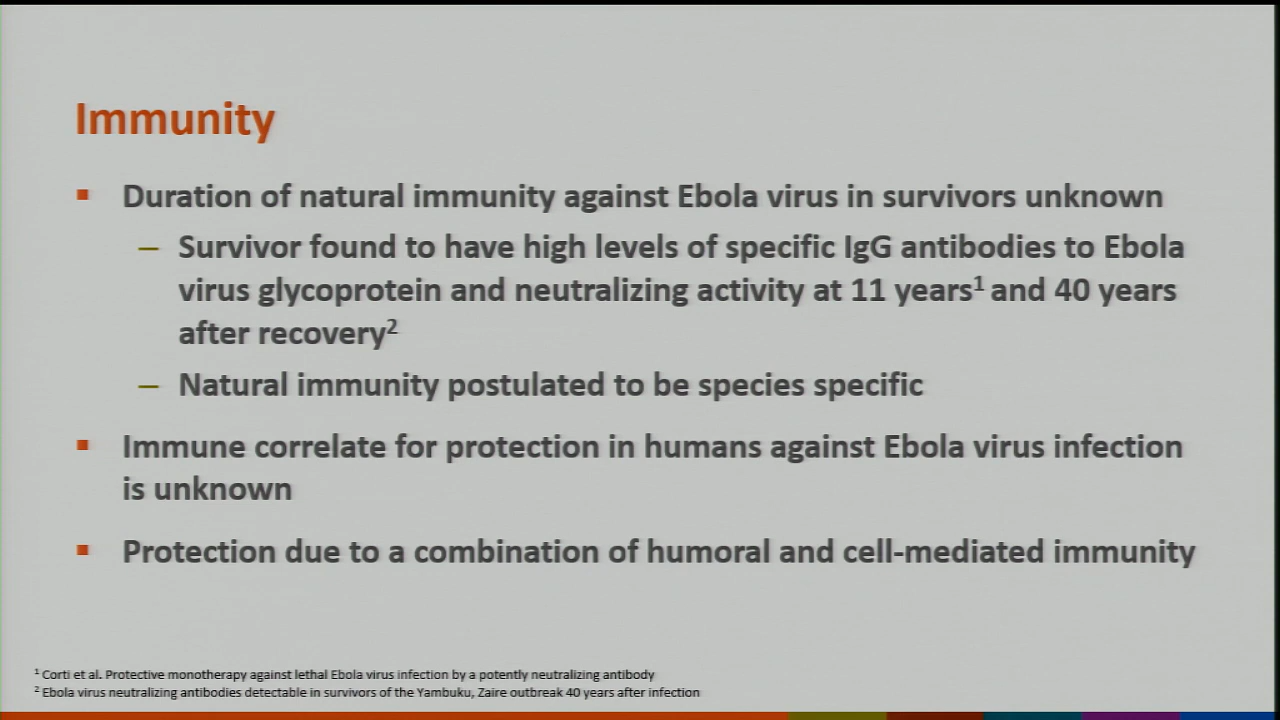 Immunity
▪ Duration of natural immunity against Ebola virus in survivors unknown
– Survivor found to have high levels of specific IgG antibodies to Ebola
virus glycoprotein and neutralizing activity at 11 years¹ and 40 years
after recovery²
– Natural immunity postulated to be species specific
▪ Immune correlate for protection in humans against Ebola virus infection
is unknown
▪ Protection due to a combination of humoral and cell-mediated immunity
¹ Corti et al. Protective monotherapy against lethal Ebola virus infection by a potently neutralizing antibody
² Ebola virus neutralizing antibodies detectable in survivors of the Yambuku, Zaire outbreak 40 years after infection